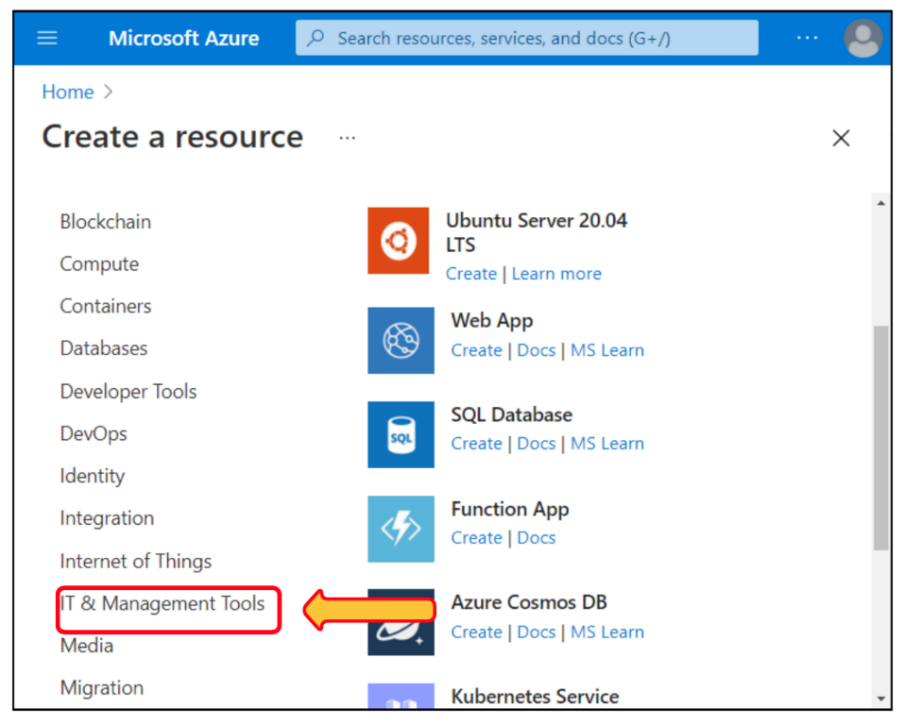 Microsoft Azure
Search resources, services, and docs (G+/)
...
Home >
Create a resource ...
Blockchain
Compute
Containers
Databases
Developer Tools
DevOps
Identity
Integration
Internet of Things
IT & Management Tools
Media
Migration
Ubuntu Server 20.04
LTS
Create | Learn more
Web App
Create | Docs | MS Learn
SQL
SQL Database
Create | Docs | MS Learn
Function App
Create | Docs
Azure Cosmos DB
Create | Docs | MS Learn
Kubernetes Service